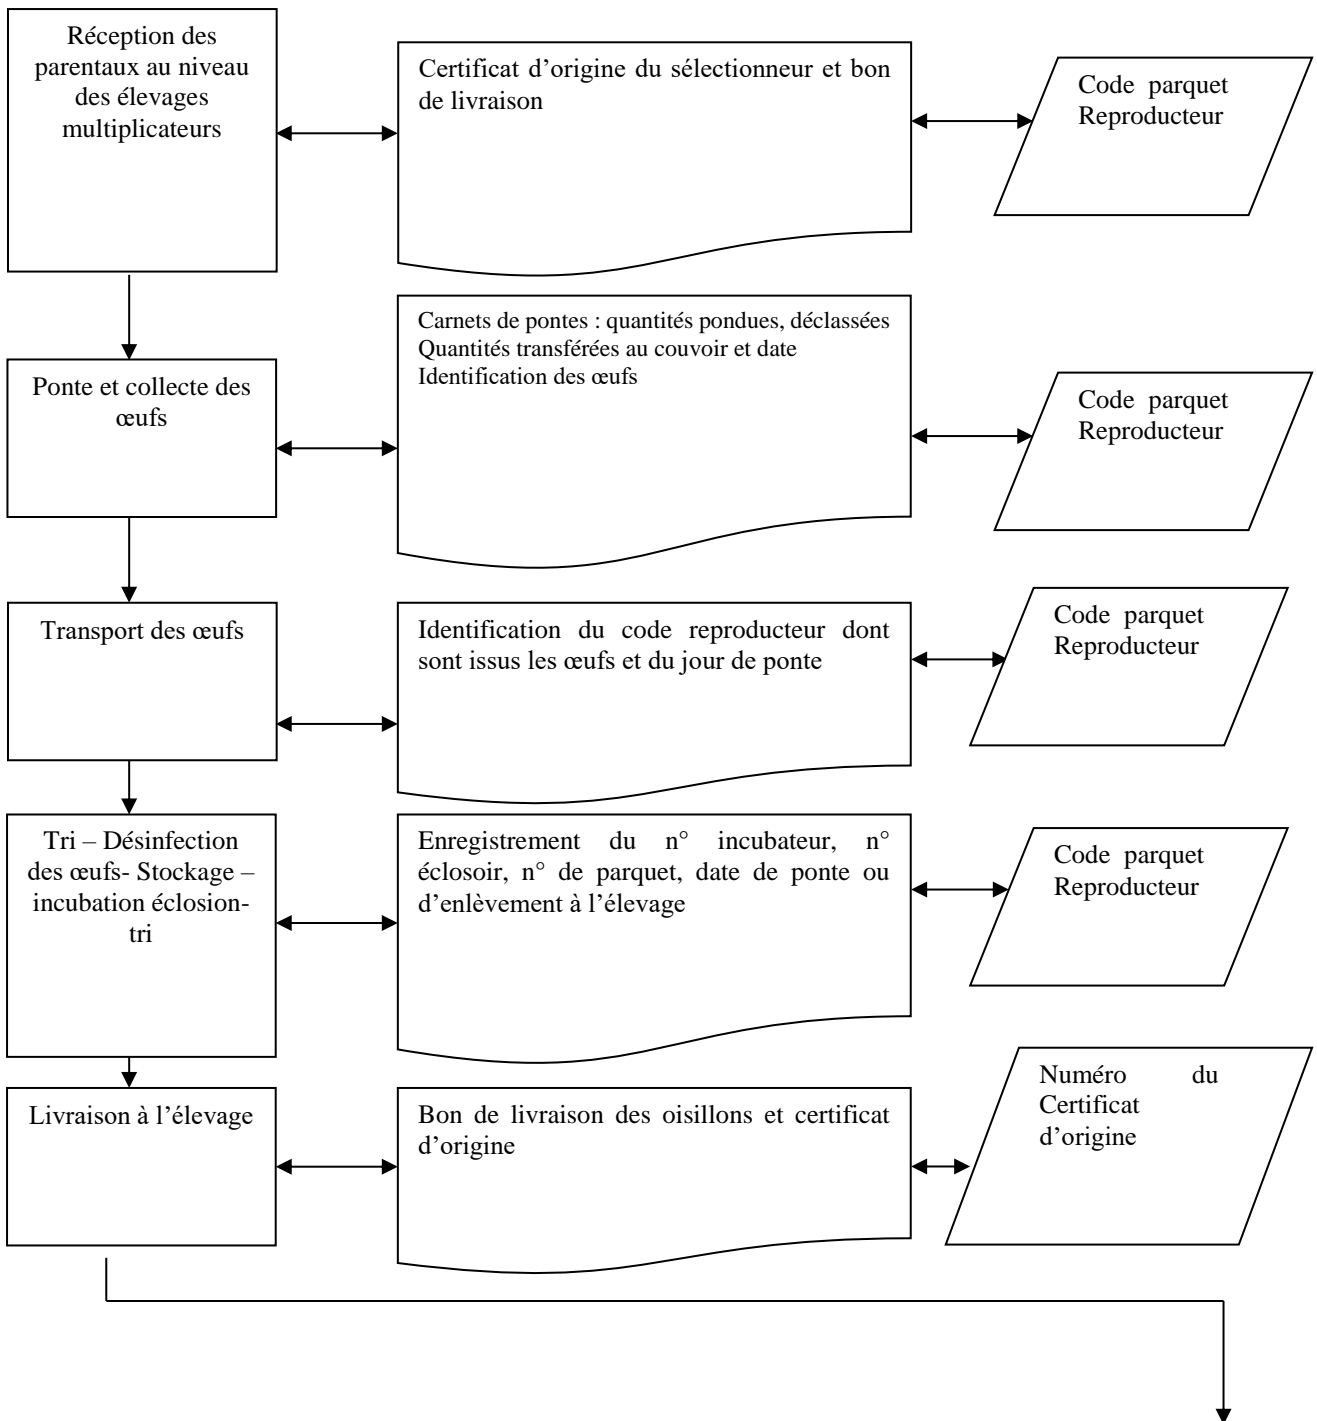 Réception des
parentaux au niveau
des élevages
multiplicateurs
Certificat d’origine du sélectionneur et bon
de livraison
Code parquet
Reproducteur
Carnets de pontes : quantités pondues, déclassées
Quantités transférées au couvoir et date
Identification des œufs
Ponte et collecte des
œufs
Code parquet
Reproducteur
Transport des œufs
Identification du code reproducteur dont
sont issus les œufs et du jour de ponte
Code parquet
Reproducteur
Tri – Désinfection
des œufs- Stockage –
incubation éclosion-
tri
Enregistrement du n° incubateur, n°
éclosoir, n° de parquet, date de ponte ou
d’enlèvement à l’élevage
Code parquet
Reproducteur
Livraison à l’élevage
Bon de livraison des oisillons et certificat
d’origine
Numéro du
Certificat
d’origine